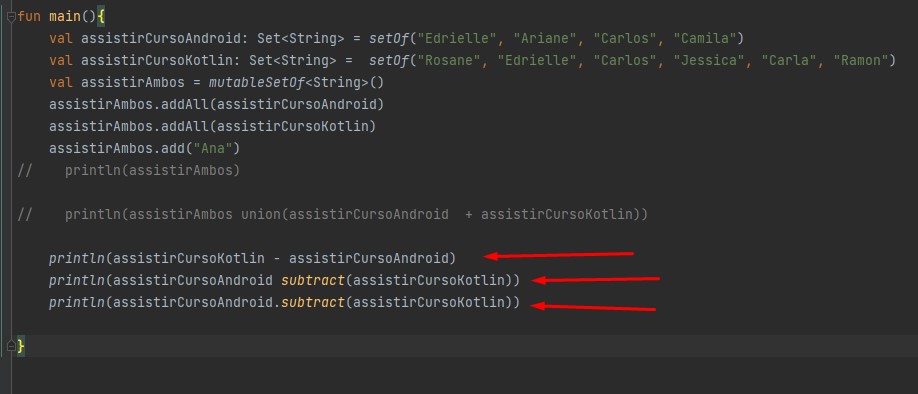 fun main(){
val assistirCursoAndroid: Set<String> = setOf("Edrielle", "Ariane", "Carlos", "Camila")
val assistirCursoKotlin: Set<String> =  setOf("Rosane", "Edrielle", "Carlos", "Jessica", "Carla", "Ramon")
val assistirAmbos = mutableSetOf<String>()
assistirAmbos.addAll(assistirCursoAndroid)
assistirAmbos.addAll(assistirCursoKotlin)
assistirAmbos.add("Ana")
//    println(assistirAmbos)
//    println(assistirAmbos union(assistirCursoAndroid  + assistirCursoKotlin))
println(assistirCursoKotlin - assistirCursoAndroid)
println(assistirCursoAndroid subtract(assistirCursoKotlin))
println(assistirCursoAndroid.subtract(assistirCursoKotlin))
}